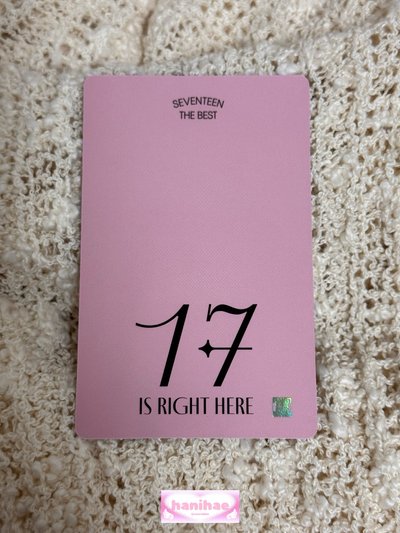 SEVENTEEN
THE BEST
17
IS RIGHT HERE
hanihae